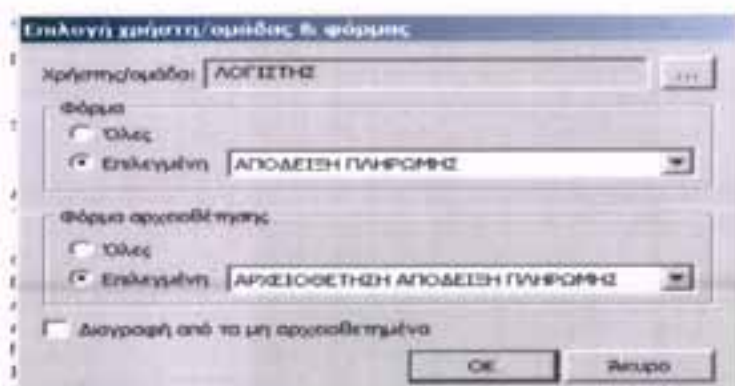 Επιλογή χρήστη/ομάδας & φόρμας
Χρήστης/ομάδα: ΛΟΓΙΣΤΗΣ ...
Φόρμα
Όλες
Επιλεγμένη ΑΠΟΔΕΙΞΗ ΠΛΗΡΩΜΗΣ
Φόρμα αρχειοθέτησης
Όλες
Επιλεγμένη ΑΡΧΕΙΟΘΕΤΗΣΗ ΑΠΟΔΕΙΞΗ ΠΛΗΡΩΜΗΣ
Διαγραφή από τα μη αρχειοθετημένα
OK Άκυρο